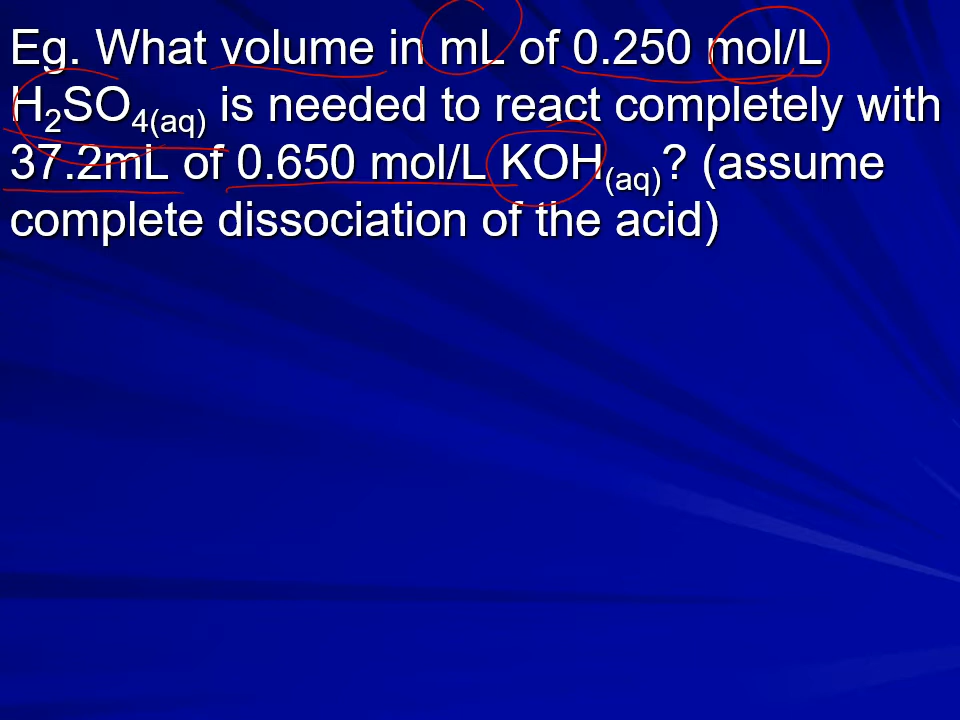 Eg. What volume in mL of 0.250 mol/L
H₂SO₄₍aq₎ is needed to react completely with
37.2mL of 0.650 mol/L KOH₍aq₎? (assume
complete dissociation of the acid)